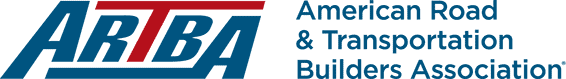 ARTBA
American Road
& Transportation
Builders Association®